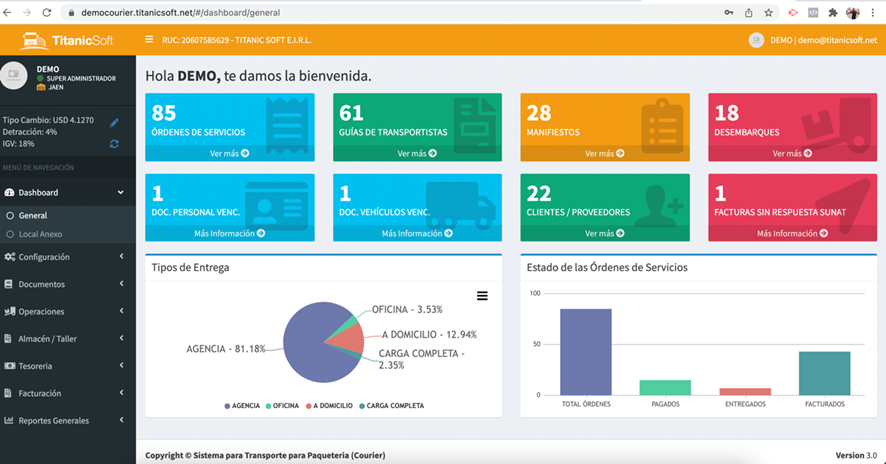 democourier.titanicsoft.net/#/dashboard/general
TitanicSoft
RUC: 20607585629 - TITANIC SOFT E.I.R.L.
DEMO | demo@titanicsoft.net
DEMO
SUPER ADMINISTRADOR
JAEN
Tipo Cambio: USD 4.1270
Detracción: 4%
IGV: 18%
MENÚ DE NAVEGACIÓN
Dashboard
General
Local Anexo
Configuración
Documentos
Operaciones
Almacén / Taller
Tesoreria
Facturación
Reportes Generales
Hola DEMO, te damos la bienvenida.
85
ÓRDENES DE SERVICIOS
Ver más
61
GUÍAS DE TRANSPORTISTAS
Ver más
28
MANIFIESTOS
Ver más
18
DESEMBARQUES
Ver más
1
DOC. PERSONAL VENC.
Más Información
1
DOC. VEHÍCULOS VENC.
Más Información
22
CLIENTES / PROVEEDORES
Ver más
1
FACTURAS SIN RESPUESTA SUNAT
Más Información
Tipos de Entrega
OFICINA - 3.53%
A DOMICILIO - 12.94%
AGENCIA - 81.18%
CARGA COMPLETA -
2.35%
AGENCIA OFICINA A DOMICILIO CARGA COMPLETA
Estado de las Órdenes de Servicios
100
50
0
TOTAL ÓRDENES PAGADOS ENTREGADOS FACTURADOS
Copyright © Sistema para Transporte para Paqueteria (Courier)
Version 3.0